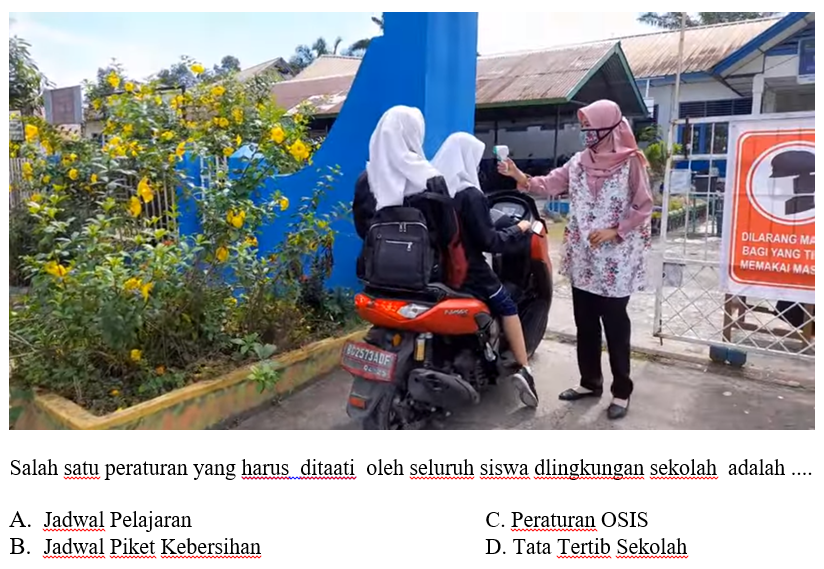 DILARANG MA
BAGI YANG TI
MEMAKAI MAS
BG2573ADF
Salah satu peraturan yang harus ditaati oleh seluruh siswa dlingkungan sekolah adalah ....
A. Jadwal Pelajaran
B. Jadwal Piket Kebersihan
C. Peraturan OSIS
D. Tata Tertib Sekolah